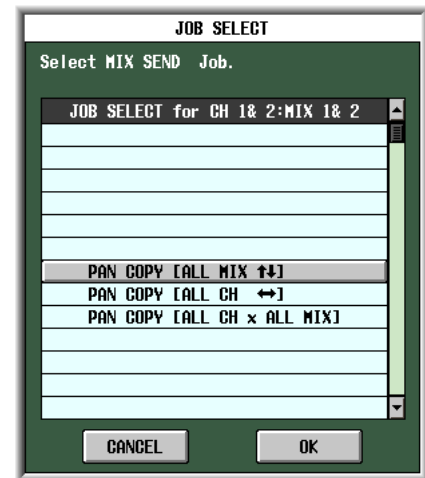 JOB SELECT
Select MIX SEND Job.
JOB SELECT for CH 1& 2:MIX 1& 2
PAN COPY [ALL MIX ↑↓]
PAN COPY [ALL CH ↔]
PAN COPY [ALL CH x ALL MIX]
CANCEL OK